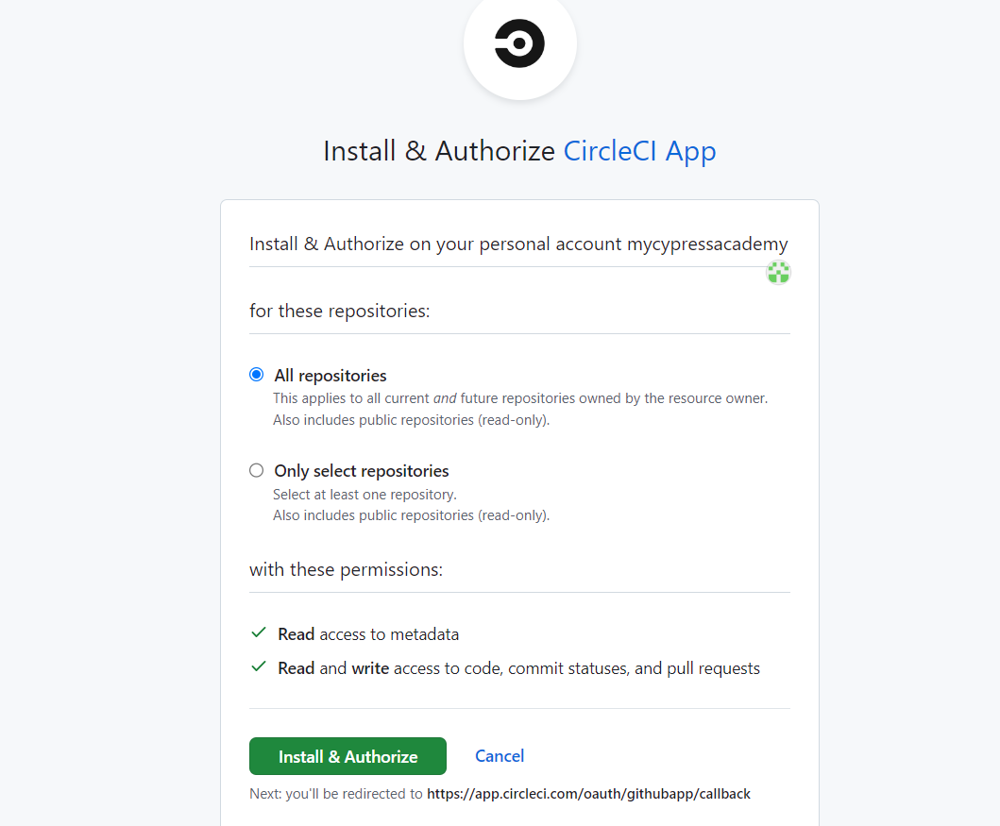 Install & Authorize CircleCI App
Install & Authorize on your personal account mycypressacademy
for these repositories:
All repositories
This applies to all current and future repositories owned by the resource owner.
Also includes public repositories (read-only).
Only select repositories
Select at least one repository.
Also includes public repositories (read-only).
with these permissions:
Read access to metadata
Read and write access to code, commit statuses, and pull requests
Install & Authorize Cancel
Next: you'll be redirected to https://app.circleci.com/oauth/githubapp/callback